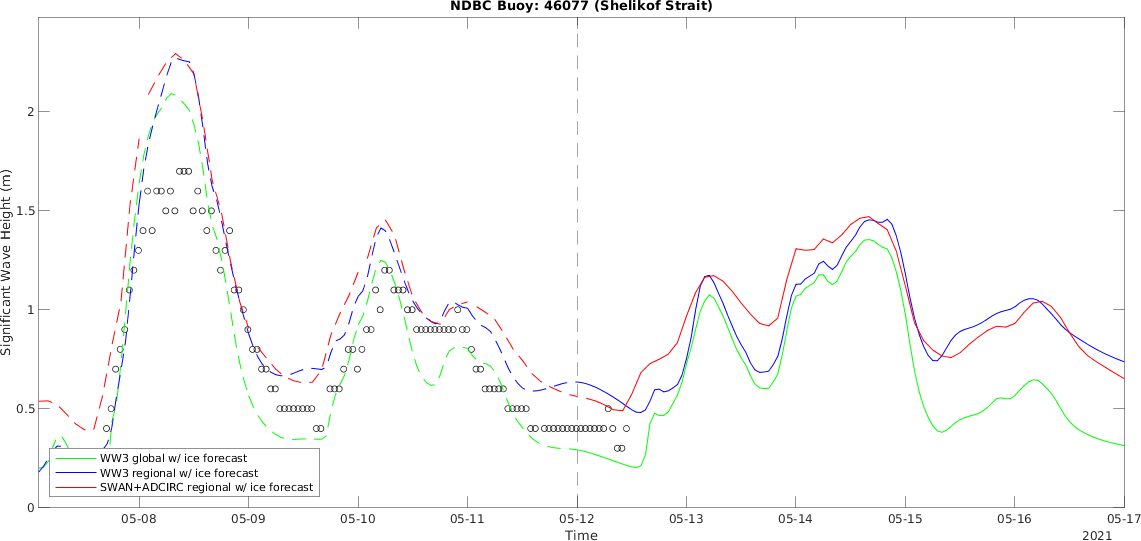 NDBC Buoy: 46077 (Shelikof Strait)
Significant Wave Height (m)
2
1.5
1
0.5
0
WW3 global w/ ice forecast
WW3 regional w/ ice forecast
SWAN+ADCIRC regional w/ ice forecast
05-08 05-09 05-10 05-11 05-12 05-13 05-14 05-15 05-16 05-17
Time
2021